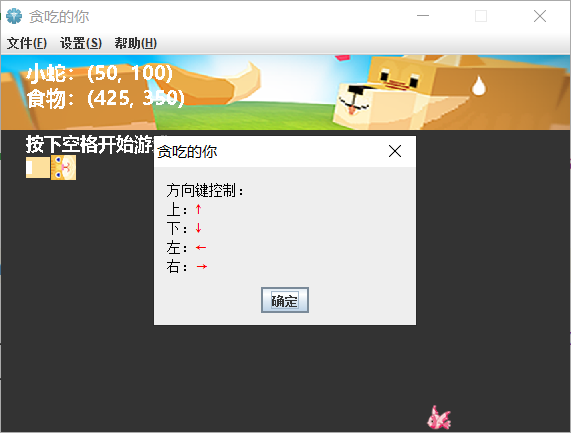 贪吃的你
文件(F) 设置(S) 帮助(H)
小蛇：(50, 100)
食物：(425, 350)
按下空格开始游
贪吃的你
方向键控制：
上：↑
下：↓
左：←
右：→
确定